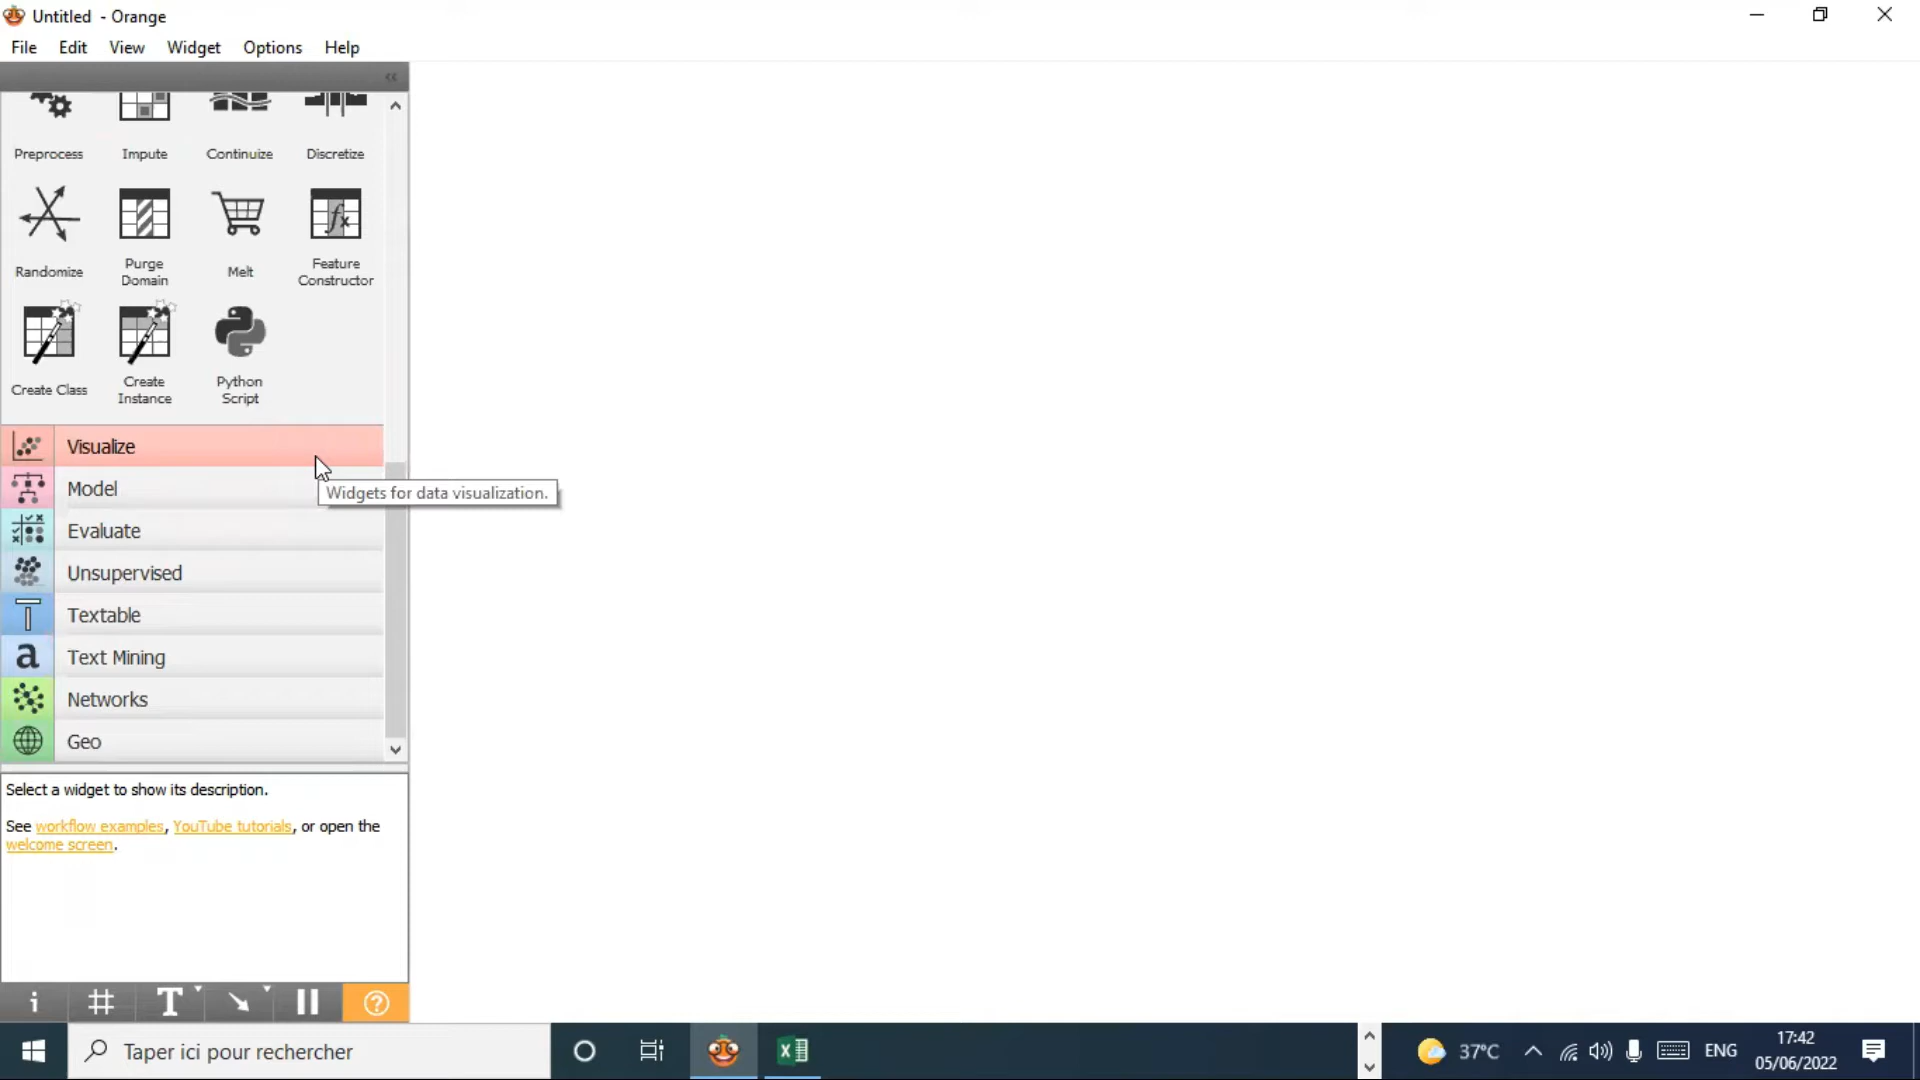 Untitled - Orange
File Edit View Widget Options Help
Preprocess Impute Continuize Discretize
Randomize Purge Domain Melt Feature Constructor
Create Class Create Instance Python Script
Visualize
Widgets for data visualization.
Model
Evaluate
Unsupervised
Textable
a Text Mining
Networks
Geo
Select a widget to show its description.
See workflow examples, YouTube tutorials, or open the
welcome screen.
i # T ?
Taper ici pour rechercher
37°C ENG 17:42
05/06/2022